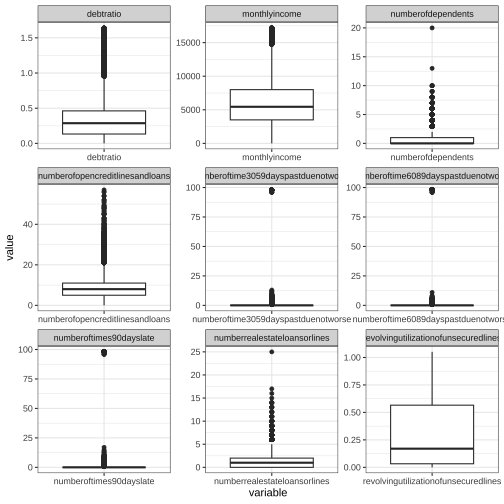 debtratio
monthlyincome
numberofdependents
1.5
1.0
0.5
0.0
15000
10000
5000
0
20
15
10
5
0
debtratio
monthlyincome
numberofdependents
numberofopencreditlinesandloans
mberoftime3059dayspastduenotwo
mberoftime6089dayspastduenotwor
40
20
0
100
75
50
25
0
100
75
50
25
0
numberofopencreditlinesandloans
numberoftime3059dayspastduenotworse
numberoftime6089dayspastduenotworse
numberoftimes90dayslate
numberrealestateloansorlines
evolvingutilizationofunsecuredlines
100
75
50
25
0
25
20
15
10
5
0
1.00
0.75
0.50
0.25
0.00
numberoftimes90dayslate
numberrealestateloansorlines
revolvingutilizationofunsecuredlines
value
variable